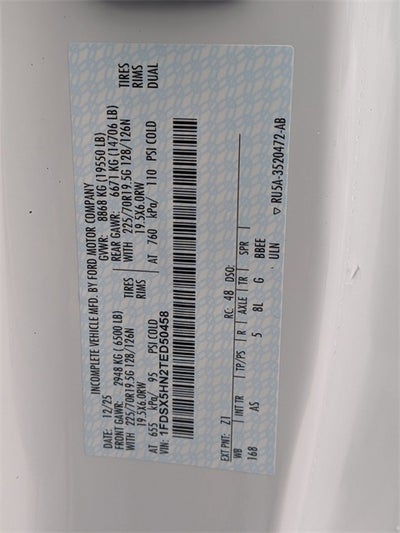 INCOMPLETE VEHICLE MFD. BY FORD MOTOR COMPANY
DATE: 12/25 GVWR: 8868 KG (19550 LB)
FRONT GAWR: 2948 KG (6500 LB) REAR GAWR: 6671 KG (14706 LB)
WITH 225/70R19.5G 128/126N TIRES WITH 225/70R19.5G 128/126N TIRES
19.5X6.0RW RIMS 19.5X6.0RW RIMS
AT 655 kPa/ 95 PSI COLD AT 760 kPa/ 110 PSI COLD DUAL
VIN: 1FDSX5HN2TED50458
EXT PNT: Z1 RC: 48 DSO:
WB INT TR TP/PS R AXLE TR SPR
168 AS 5 8L G BBEE
ULN
▽ RU5A-3520472-AB